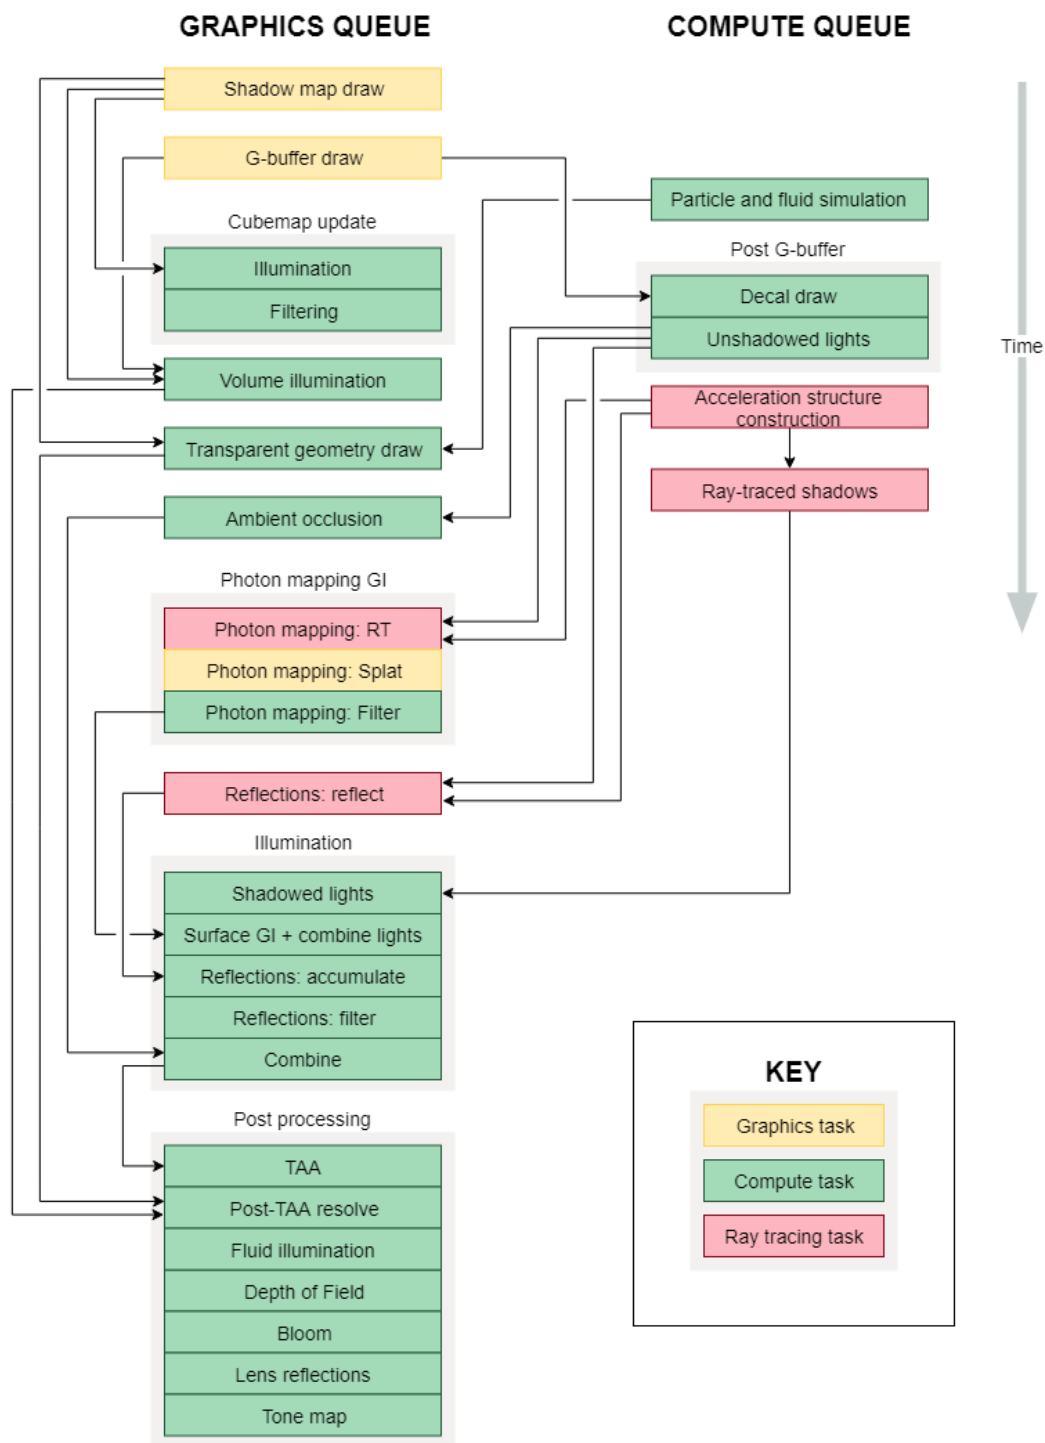 GRAPHICS QUEUE
COMPUTE QUEUE
Shadow map draw
G-buffer draw
Particle and fluid simulation
Cubemap update
Post G-buffer
Illumination
Decal draw
Filtering
Unshadowed lights
Time
Volume illumination
Acceleration structure
construction
Transparent geometry draw
Ray-traced shadows
Ambient occlusion
Photon mapping GI
Photon mapping: RT
Photon mapping: Splat
Photon mapping: Filter
Reflections: reflect
Illumination
Shadowed lights
Surface GI + combine lights
Reflections: accumulate
Reflections: filter
Combine
Post processing
TAA
Post-TAA resolve
Fluid illumination
Depth of Field
Bloom
Lens reflections
Tone map
KEY
Graphics task
Compute task
Ray tracing task